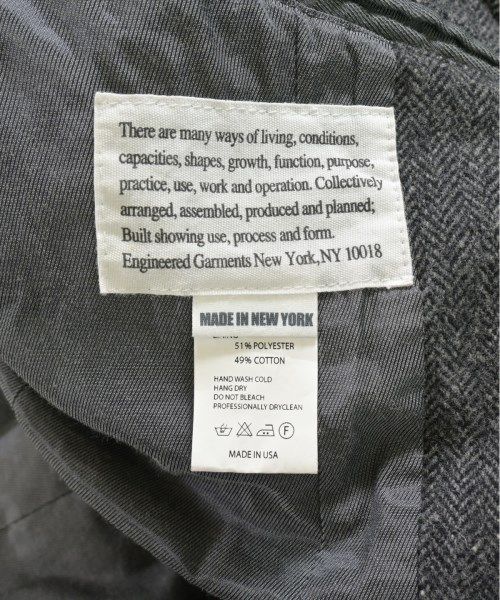 There are many ways of living, conditions,
capacities, shapes, growth, function, purpose,
practice, use, work and operation. Collectively
arranged, assembled, produced and planned;
Built showing use, process and form.
Engineered Garments New York,NY 10018
MADE IN NEW YORK
51% POLYESTER
49% COTTON
HAND WASH COLD
HANG DRY
DO NOT BLEACH
PROFESSIONALLY DRYCLEAN
F
MADE IN USA